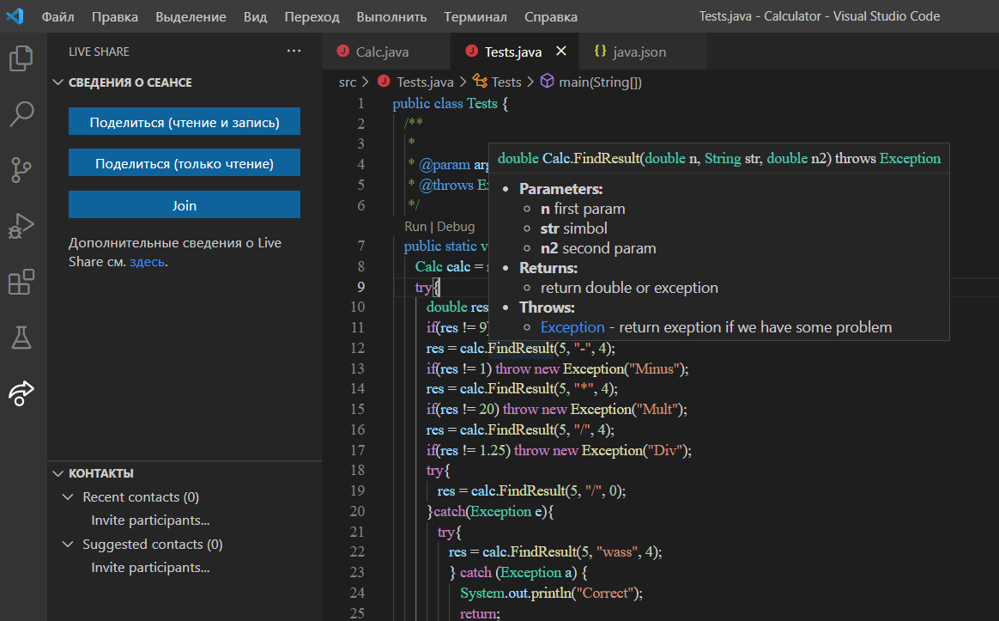 Файл Правка Выделение Вид Переход Выполнить Терминал Справка Tests.java - Calculator - Visual Studio Code
LIVE SHARE ...
СВЕДЕНИЯ О СЕАНСЕ
Поделиться (чтение и запись)
Поделиться (только чтение)
Join
Дополнительные сведения о Live
Share см. здесь.
КОНТАКТЫ
Recent contacts (0)
Invite participants...
Suggested contacts (0)
Invite participants...
J Calc.java J Tests.java × {} java.json
src > J Tests.java > Tests > main(String[])
1 public class Tests {
2 /**
3 *
4 * @param arg
5 * @throws Ex
6 */
Run | Debug
7 public static v
8 Calc calc =
9 try{
10 double res
11 if(res != 9)
12 res = calc.FindResult(5, "-", 4);
13 if(res != 1) throw new Exception("Minus");
14 res = calc.FindResult(5, "*", 4);
15 if(res != 20) throw new Exception("Mult");
16 res = calc.FindResult(5, "/", 4);
17 if(res != 1.25) throw new Exception("Div");
18 try{
19 res = calc.FindResult(5, "/", 0);
20 }catch(Exception e){
21 try{
22 res = calc.FindResult(5, "wass", 4);
23 } catch (Exception a) {
24 System.out.println("Correct");
25 return;
double Calc.FindResult(double n, String str, double n2) throws Exception
• Parameters:
○ n first param
○ str simbol
○ n2 second param
• Returns:
○ return double or exception
• Throws:
○ Exception - return exeption if we have some problem